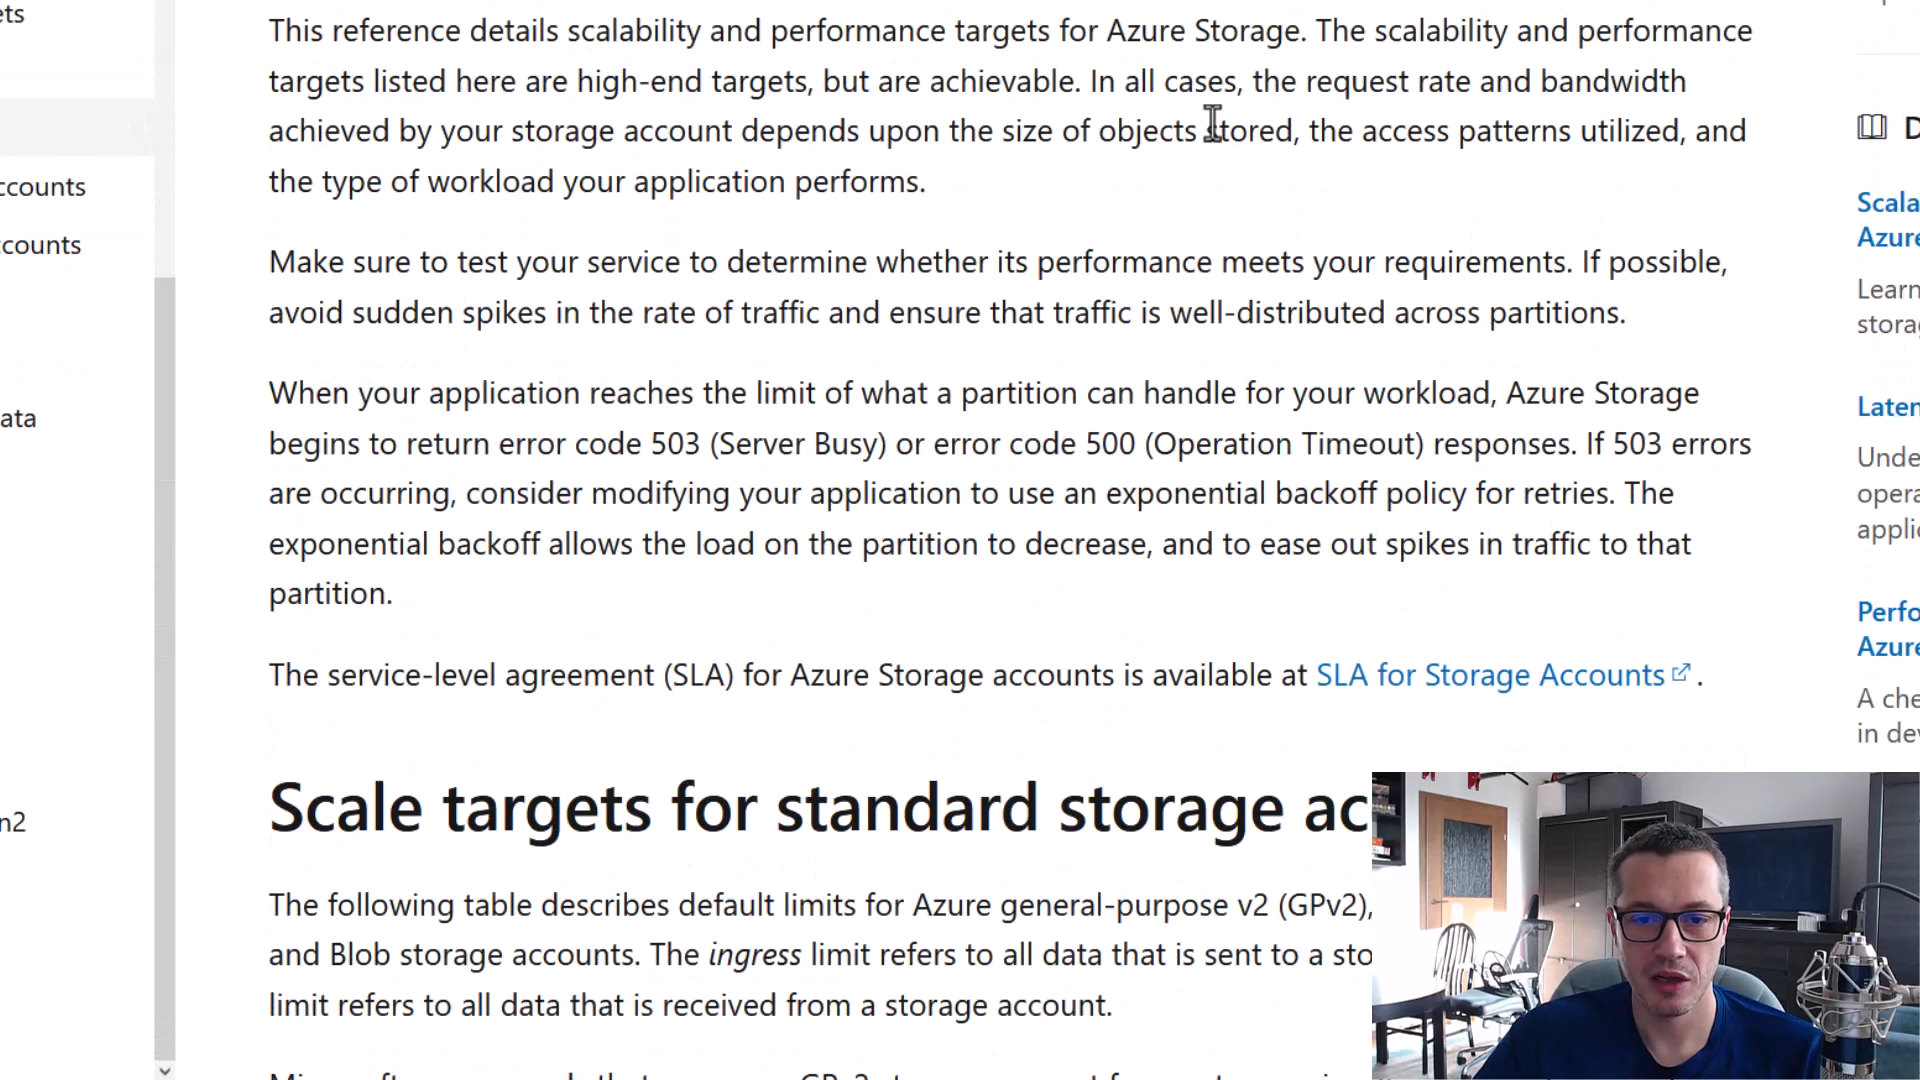 ets
This reference details scalability and performance targets for Azure Storage. The scalability and performance
targets listed here are high-end targets, but are achievable. In all cases, the request rate and bandwidth
achieved by your storage account depends upon the size of objects stored, the access patterns utilized, and
the type of workload your application performs.
Make sure to test your service to determine whether its performance meets your requirements. If possible,
avoid sudden spikes in the rate of traffic and ensure that traffic is well-distributed across partitions.
When your application reaches the limit of what a partition can handle for your workload, Azure Storage
begins to return error code 503 (Server Busy) or error code 500 (Operation Timeout) responses. If 503 errors
are occurring, consider modifying your application to use an exponential backoff policy for retries. The
exponential backoff allows the load on the partition to decrease, and to ease out spikes in traffic to that
partition.
The service-level agreement (SLA) for Azure Storage accounts is available at SLA for Storage Accounts .
Scale targets for standard storage ac
The following table describes default limits for Azure general-purpose v2 (GPv2),
and Blob storage accounts. The ingress limit refers to all data that is sent to a sto
limit refers to all data that is received from a storage account.
ccounts
ccounts
ata
n2
D
Scala
Azure
Learn
stora
Laten
Unde
opera
applic
Perfo
Azure
A che
in dev